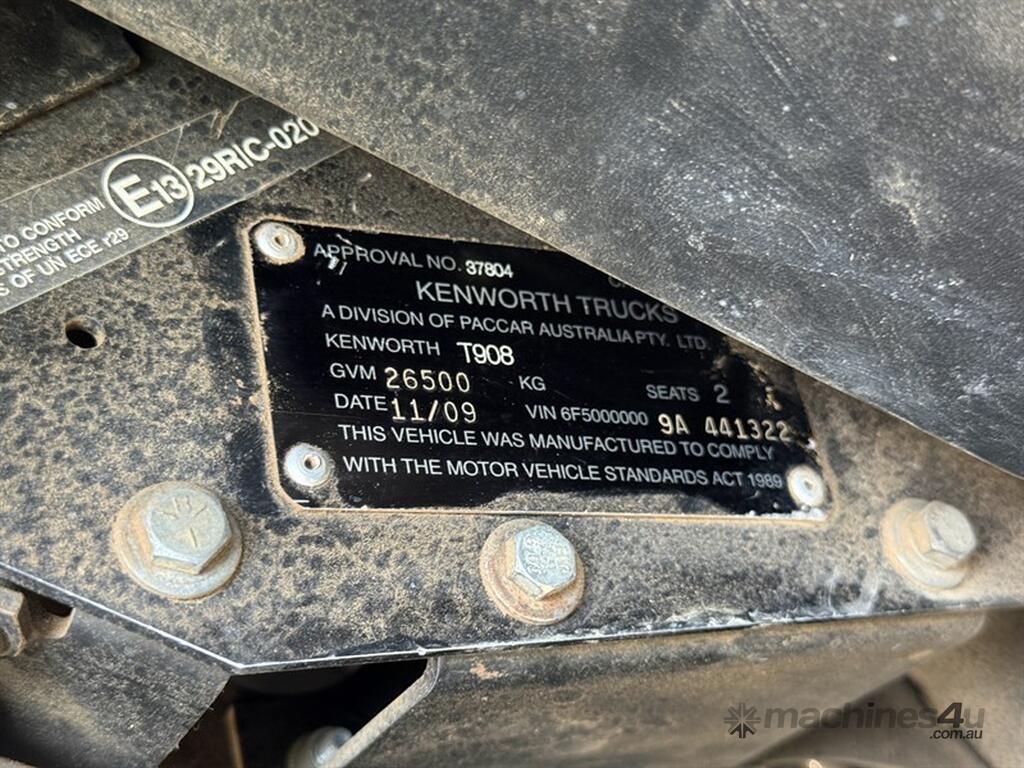 E13 29R/C-020
TO CONFORM
STRENGTH
S OF UN ECE r29
APPROVAL NO. 37804
KENWORTH TRUCKS
A DIVISION OF PACCAR AUSTRALIA PTY. LTD.
KENWORTH T908
GVM 26500 KG SEATS 2
DATE 11/09 VIN 6F5000000 9A 441322
THIS VEHICLE WAS MANUFACTURED TO COMPLY
WITH THE MOTOR VEHICLE STANDARDS ACT 1989
machines4u
.com.au